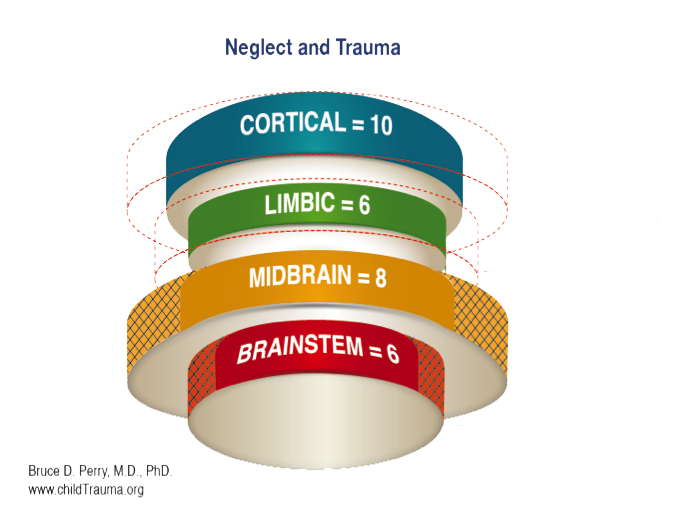 Neglect and Trauma
CORTICAL = 10
LIMBIC = 6
MIDBRAIN = 8
BRAINSTEM = 6
Bruce D. Perry, M.D., PhD.
www.childTrauma.org